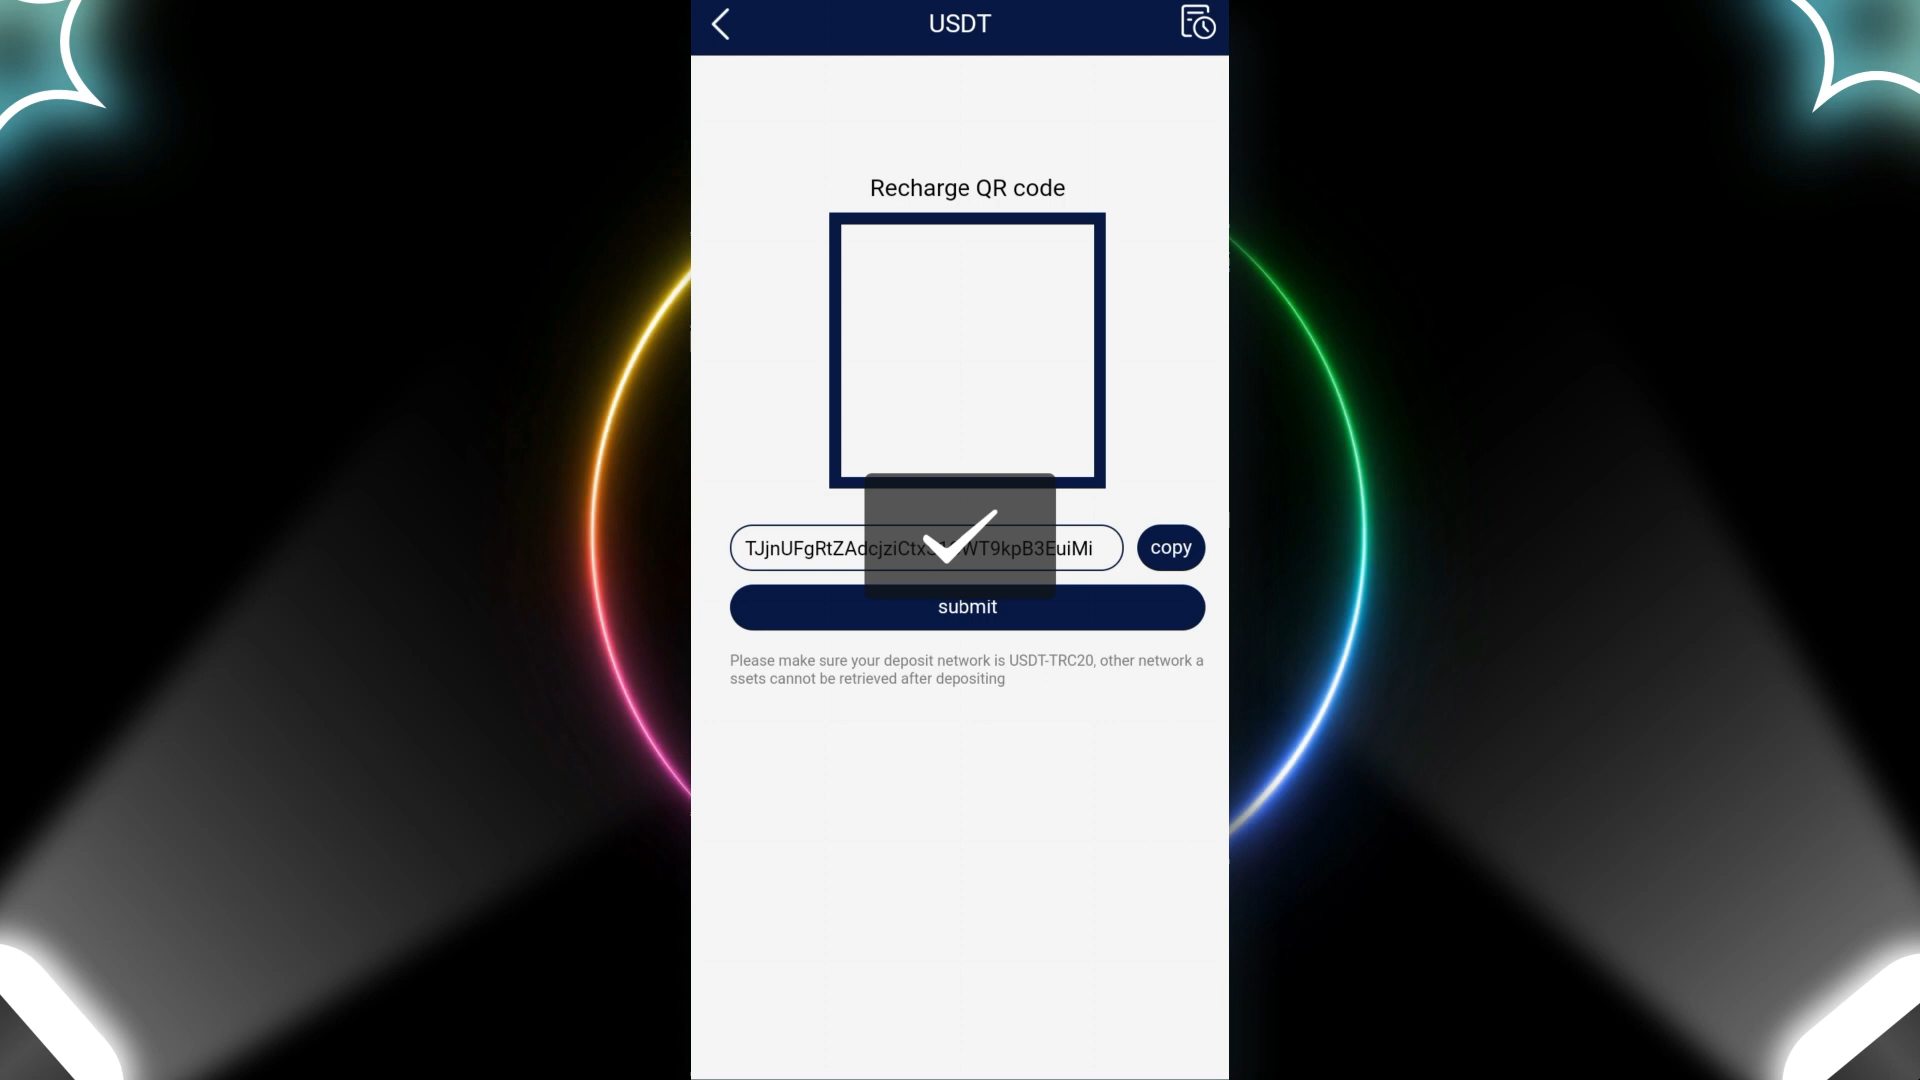 USDT
Recharge QR code
copy
submit
Please make sure your deposit network is USDT-TRC20, other network a
ssets cannot be retrieved after depositing